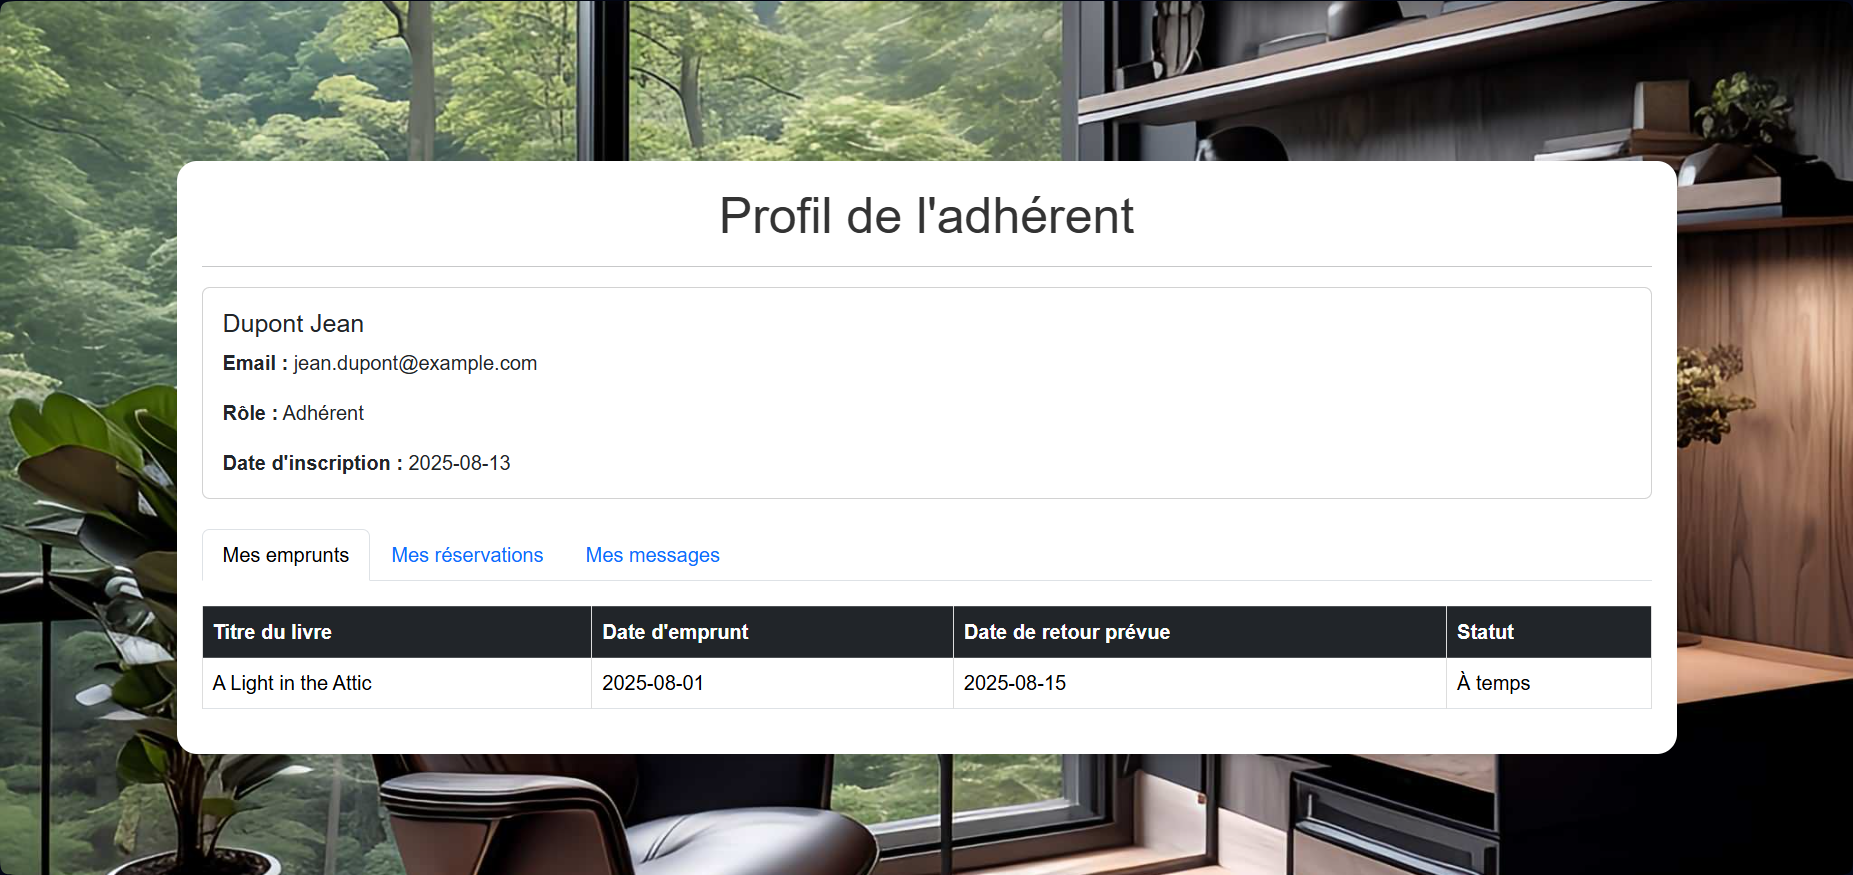 Profil de l'adhérent
Dupont Jean
Email : jean.dupont@example.com
Rôle : Adhérent
Date d'inscription : 2025-08-13
Mes emprunts Mes réservations Mes messages
Titre du livre Date d'emprunt Date de retour prévue Statut
A Light in the Attic 2025-08-01 2025-08-15 À temps